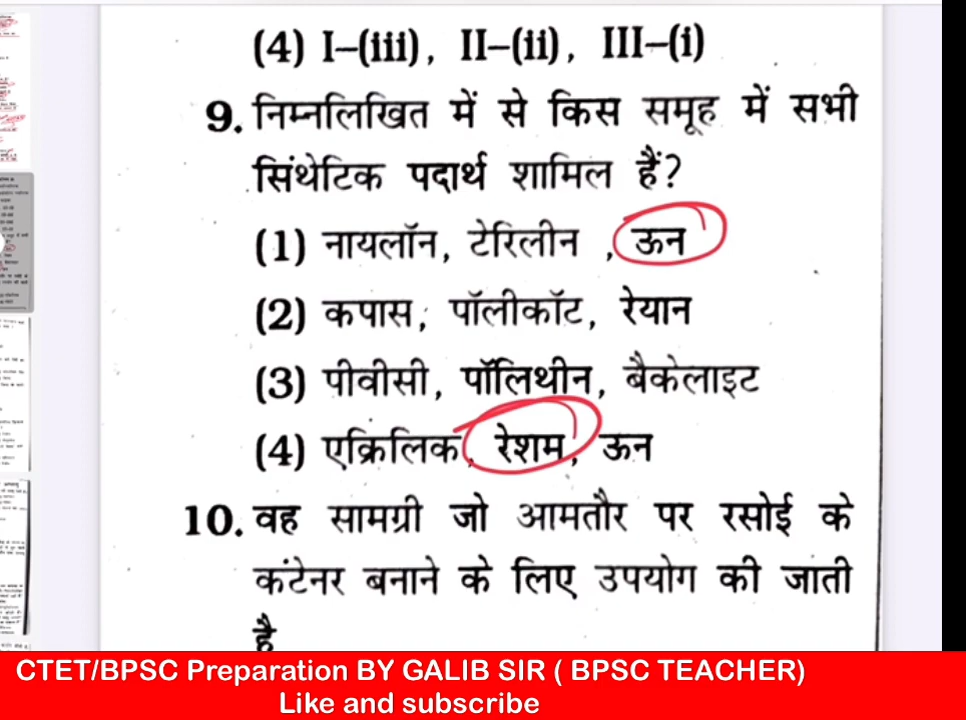 (4) I–(iii), II–(ii), III–(i)
9. निम्नलिखित में से किस समूह में सभी
सिंथेटिक पदार्थ शामिल हैं?
(1) नायलॉन, टेरिलीन , ऊन
(2) कपास, पॉलीकॉट, रेयान
(3) पीवीसी, पॉलिथीन, बैकेलाइट
(4) एक्रिलिक, रेशम, ऊन
10. वह सामग्री जो आमतौर पर रसोई के
कंटेनर बनाने के लिए उपयोग की जाती
है
CTET/BPSC Preparation BY GALIB SIR ( BPSC TEACHER)
Like and subscribe